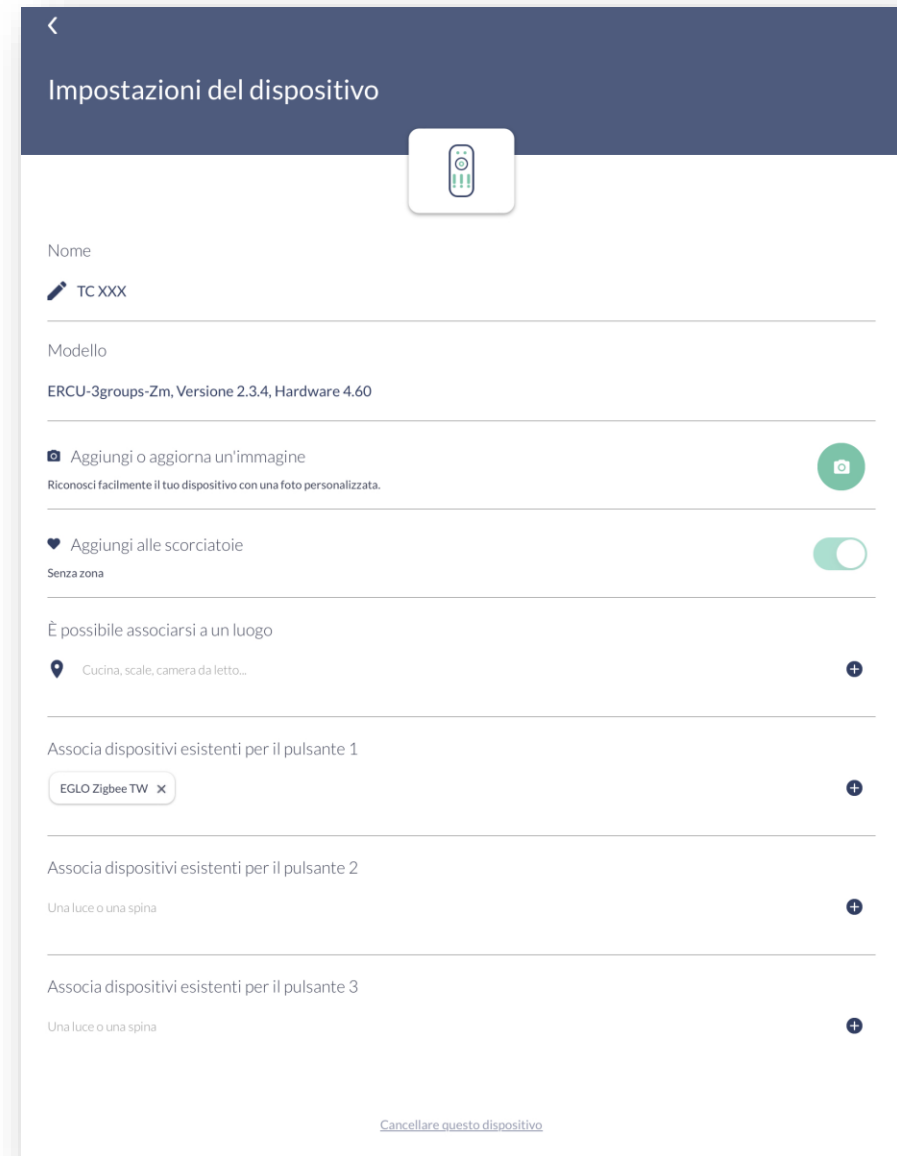 Impostazioni del dispositivo
Nome
TC XXX
Modello
ERCU-3groups-Zm, Versione 2.3.4, Hardware 4.60
Aggiungi o aggiorna un'immagine
Riconosci facilmente il tuo dispositivo con una foto personalizzata.
Aggiungi alle scorciatoie
Senza zona
È possibile associarsi a un luogo
Cucina, scale, camera da letto...
Associa dispositivi esistenti per il pulsante 1
EGLO Zigbee TW
Associa dispositivi esistenti per il pulsante 2
Una luce o una spina
Associa dispositivi esistenti per il pulsante 3
Una luce o una spina
Cancellare questo dispositivo